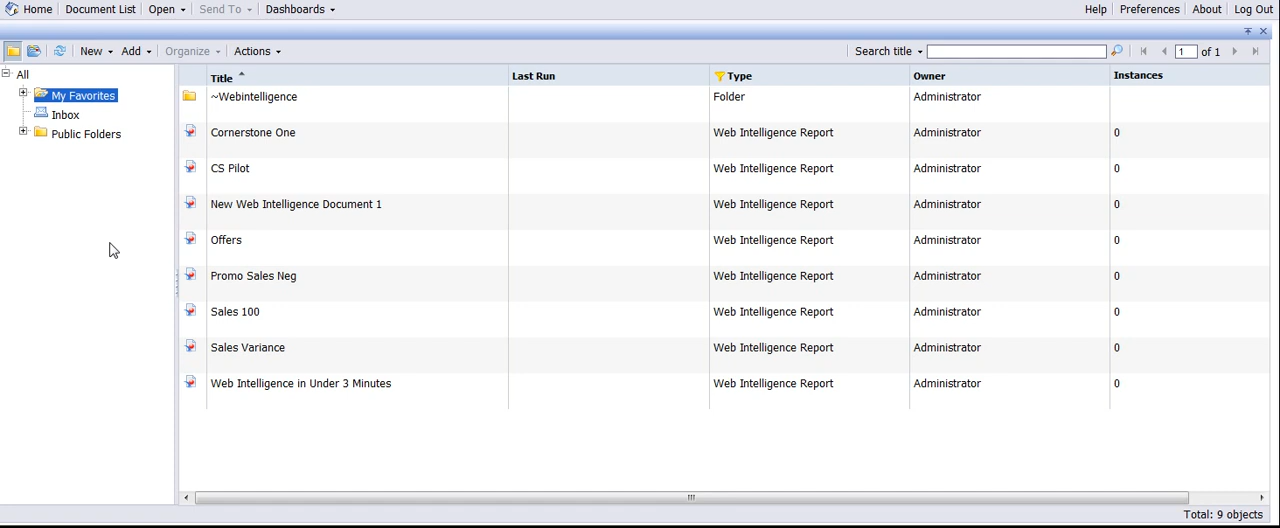 Home Document List Open Send To Dashboards Help Preferences About Log Out
New Add Organize Actions Search title 1 of 1
All
My Favorites
Inbox
Public Folders
Title Last Run Type Owner Instances
~Webintelligence Folder Administrator
Cornerstone One Web Intelligence Report Administrator 0
CS Pilot Web Intelligence Report Administrator 0
New Web Intelligence Document 1 Web Intelligence Report Administrator 0
Offers Web Intelligence Report Administrator 0
Promo Sales Neg Web Intelligence Report Administrator 0
Sales 100 Web Intelligence Report Administrator 0
Sales Variance Web Intelligence Report Administrator 0
Web Intelligence in Under 3 Minutes Web Intelligence Report Administrator 0
Total: 9 objects